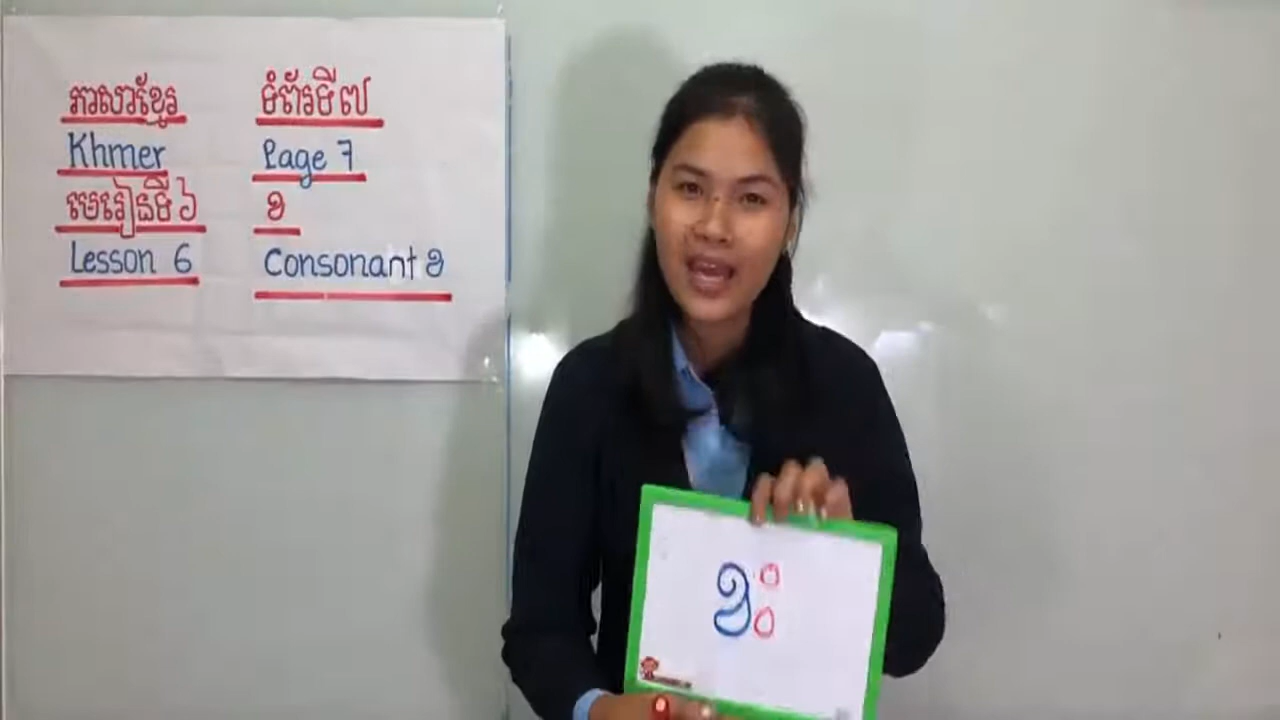 ភាសាខ្មែរ
Khmer
មេរៀនទី ៦
Lesson 6
ទំព័រទី ៧
Page 7
ខ
Consonant ខ
ខះ